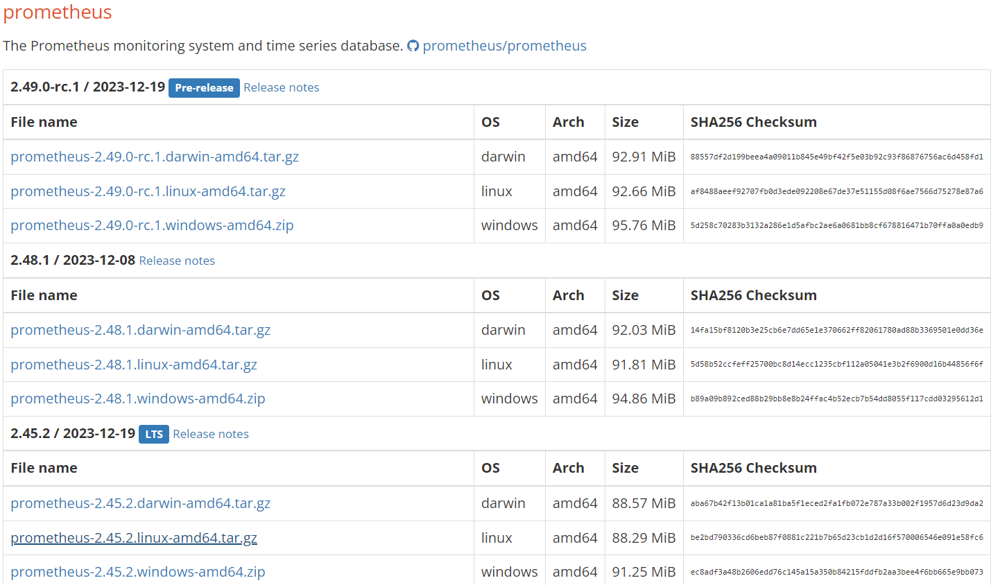 prometheus
The Prometheus monitoring system and time series database. prometheus/prometheus
2.49.0-rc.1 / 2023-12-19 Pre-release Release notes
File name OS Arch Size SHA256 Checksum
prometheus-2.49.0-rc.1.darwin-amd64.tar.gz darwin amd64 92.91 MiB 88557df2d199beea4a09011b845e49bf42f5e03b92c93f86876756ac6d458fd1
prometheus-2.49.0-rc.1.linux-amd64.tar.gz linux amd64 92.66 MiB af8488aeef92707fb0d3ede092208e67de37e51155d08f6ae7566d75278e87a6
prometheus-2.49.0-rc.1.windows-amd64.zip windows amd64 95.76 MiB 5d258c70283b3132a286e1d5afbc2ae6a0681bb8cf678816471b70ffa0a0edb9
2.48.1 / 2023-12-08 Release notes
File name OS Arch Size SHA256 Checksum
prometheus-2.48.1.darwin-amd64.tar.gz darwin amd64 92.03 MiB 14fa15bf8120b3e25cb6e7dd65e1e370662ff82061780ad88b3369501e0dd36e
prometheus-2.48.1.linux-amd64.tar.gz linux amd64 91.81 MiB 5d58b52ccfeff25700bc8d14ecc1235cbf112a05041e3b2f6900d16b44856f6f
prometheus-2.48.1.windows-amd64.zip windows amd64 94.86 MiB b89a09b892ced88b29bb8e8b24ffac4b52ecb7b54dd8055f117cdd03295612d1
2.45.2 / 2023-12-19 LTS Release notes
File name OS Arch Size SHA256 Checksum
prometheus-2.45.2.darwin-amd64.tar.gz darwin amd64 88.57 MiB aba67b42f13b01ca1a81ba5f1eced2fa1fb072e787a33b002f1957d6d23d9da2
prometheus-2.45.2.linux-amd64.tar.gz linux amd64 88.29 MiB be2bd790336cd6beb87f0881c221b7b65d23cb1d2d16f570006546e091e58fc6
prometheus-2.45.2.windows-amd64.zip windows amd64 91.25 MiB ec8adf3a48b2606edd76c145a15a350b84215fddfb2aa3bee4f6bb665e9bb073